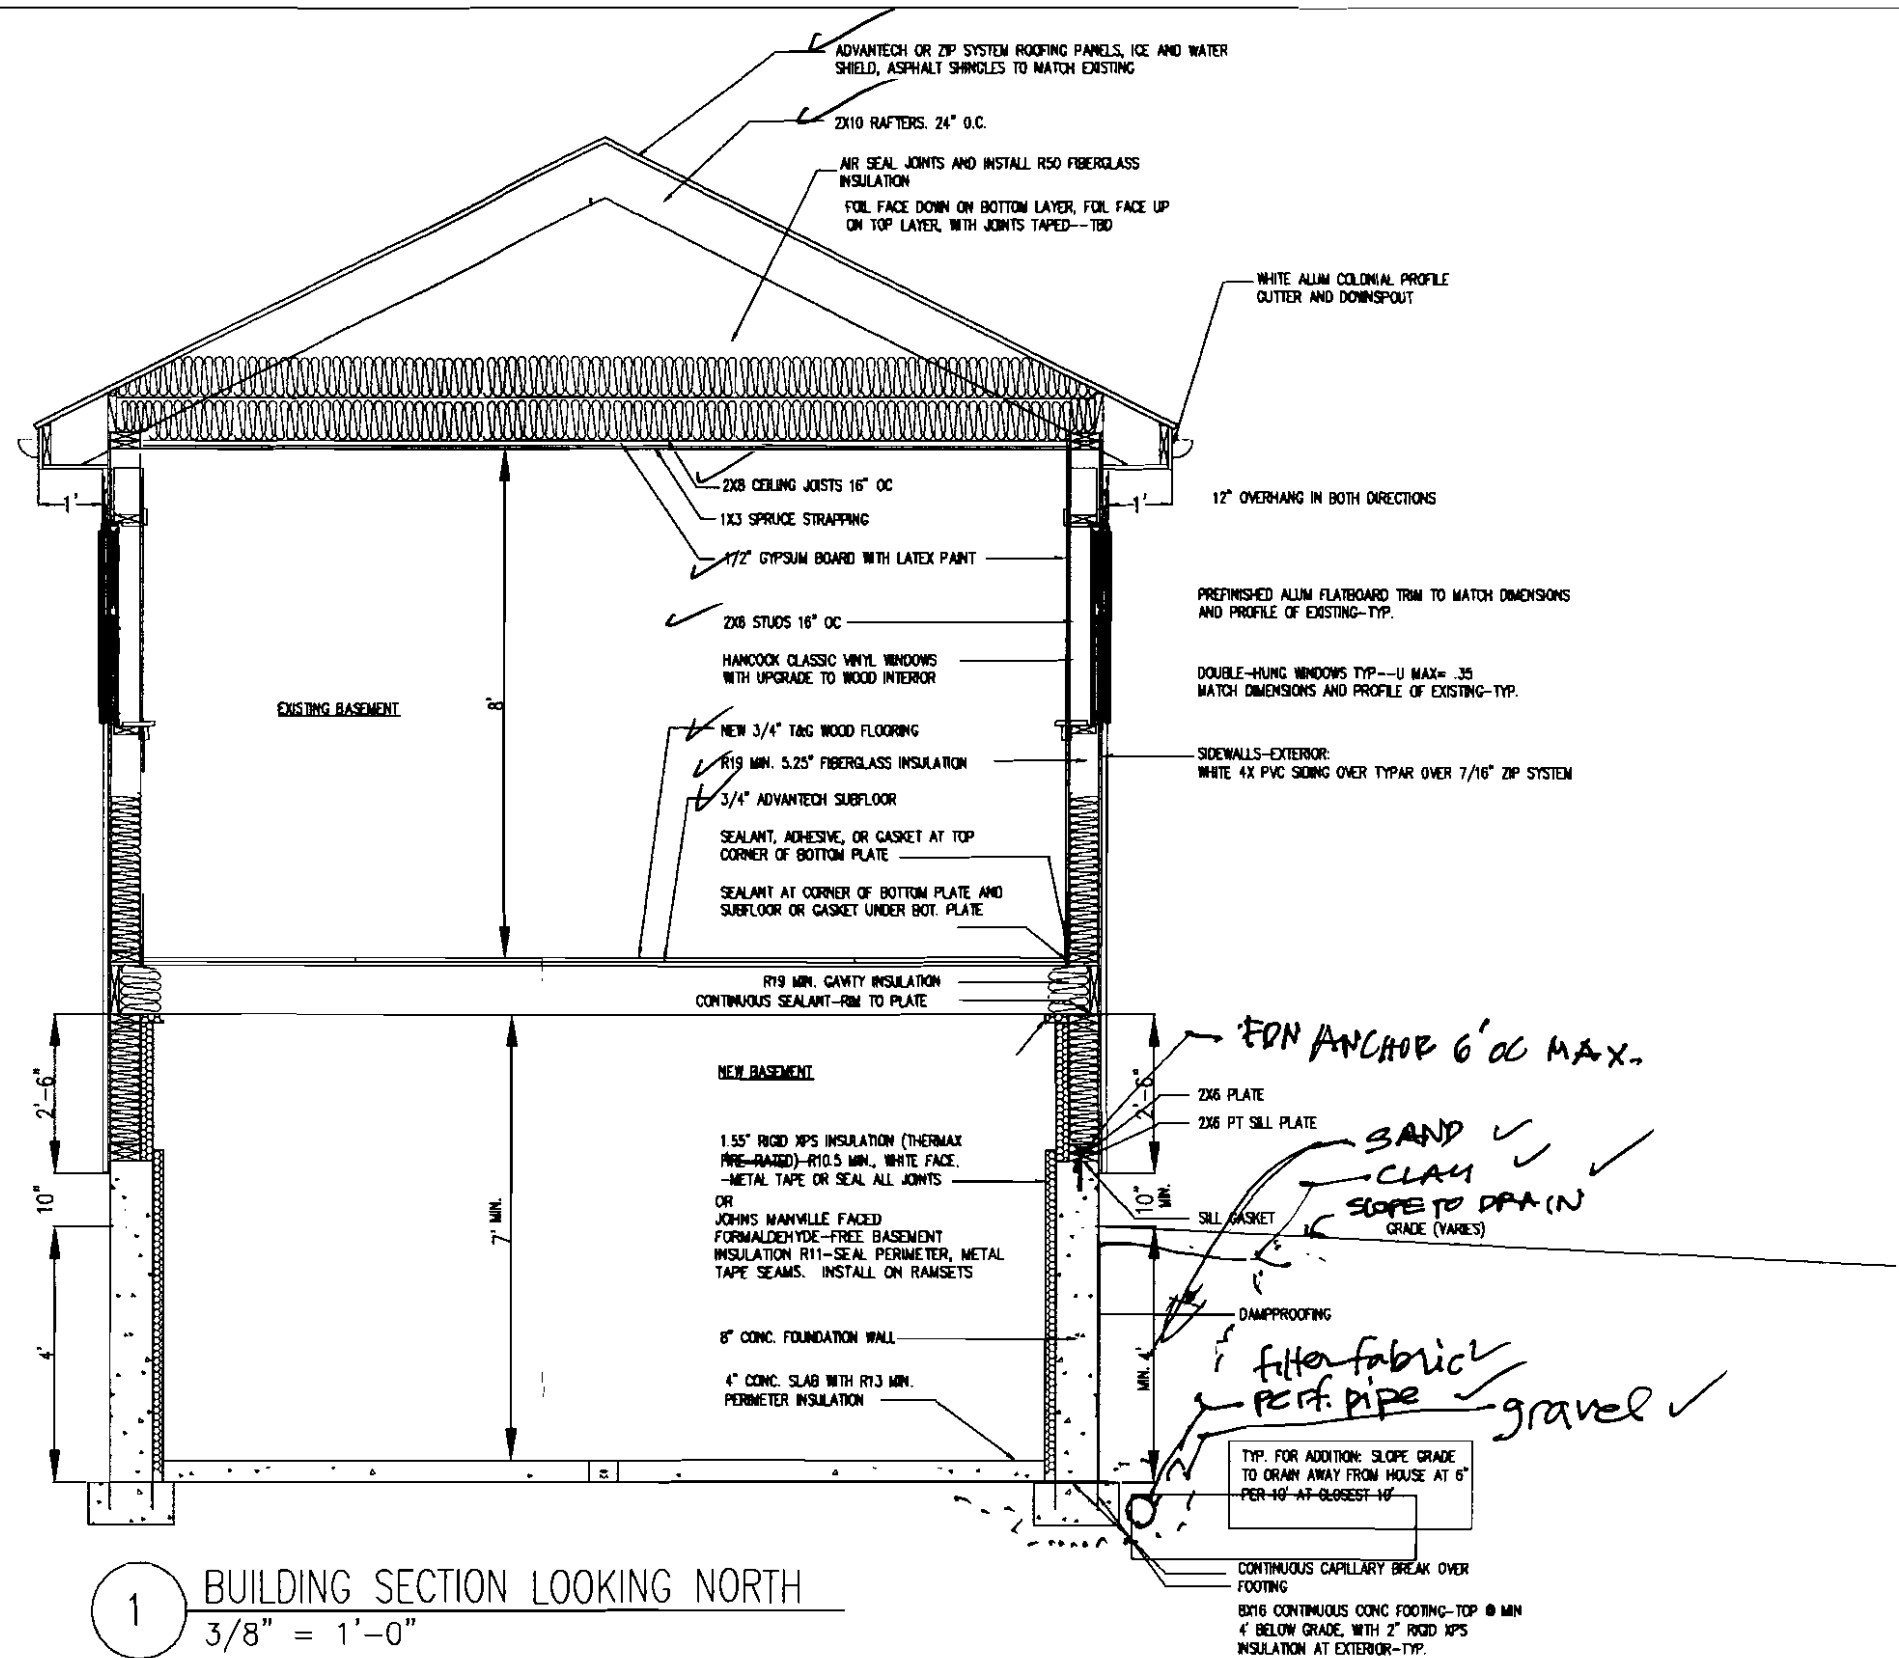 ADVANTECH OR ZIP SYSTEM ROOFING PANELS, ICE AND WATER
SHIELD, ASPHALT SHINGLES TO MATCH EXISTING
2X10 RAFTERS. 24" O.C.
AIR SEAL JOINTS AND INSTALL R50 FIBERGLASS
INSULATION
FOIL FACE DOWN ON BOTTOM LAYER, FOIL FACE UP
ON TOP LAYER, WITH JOINTS TAPED--TBD
WHITE ALUM COLONIAL PROFILE
GUTTER AND DOWNSPOUT
1'
2X8 CEILING JOISTS 16" OC
1X3 SPRUCE STRAPPING
1/2" GYPSUM BOARD WITH LATEX PAINT
1'
12" OVERHANG IN BOTH DIRECTIONS
2X6 STUDS 16" OC
HANCOCK CLASSIC VINYL WINDOWS
WITH UPGRADE TO WOOD INTERIOR
PREFINISHED ALUM FLATBOARD TRIM TO MATCH DIMENSIONS
AND PROFILE OF EXISTING-TYP.
DOUBLE-HUNG WINDOWS TYP--U MAX= .35
MATCH DIMENSIONS AND PROFILE OF EXISTING-TYP.
EXISTING BASEMENT
8'
NEW 3/4" T&G WOOD FLOORING
R19 MIN. 5.25" FIBERGLASS INSULATION
3/4" ADVANTECH SUBFLOOR
SIDEWALLS-EXTERIOR:
WHITE 4X PVC SIDING OVER TYPAR OVER 7/16" ZIP SYSTEM
SEALANT, ADHESIVE, OR GASKET AT TOP
CORNER OF BOTTOM PLATE
SEALANT AT CORNER OF BOTTOM PLATE AND
SUBFLOOR OR GASKET UNDER BOT. PLATE
R19 MIN. CAVITY INSULATION
CONTINUOUS SEALANT-RIM TO PLATE
FDN ANCHOR 6' OC MAX.
2'-6"
NEW BASEMENT
2'-6"
2X6 PLATE
2X6 PT SILL PLATE
SAND
CLAY
SLOPE TO DRAIN
GRADE (VARIES)
SILL GASKET
10"
10"
MIN.
7' MIN.
1.55" RIGID XPS INSULATION (THERMAX
FIRE-RATED)-R10.5 MIN., WHITE FACE.
-METAL TAPE OR SEAL ALL JOINTS
OR
JOHNS MANVILLE FACED
FORMALDEHYDE-FREE BASEMENT
INSULATION R11-SEAL PERIMETER, METAL
TAPE SEAMS. INSTALL ON RAMSETS
DAMPPROOFING
8" CONC. FOUNDATION WALL
4'
MIN. 4'
filter fabric
perf. pipe
gravel
4" CONC. SLAB WITH R13 MIN.
PERIMETER INSULATION
TYP. FOR ADDITION: SLOPE GRADE
TO DRAIN AWAY FROM HOUSE AT 6"
PER 10' AT CLOSEST 10'
CONTINUOUS CAPILLARY BREAK OVER
FOOTING
8X16 CONTINUOUS CONC FOOTING-TOP @ MIN
4' BELOW GRADE, WITH 2" RIGID XPS
INSULATION AT EXTERIOR-TYP.
1
BUILDING SECTION LOOKING NORTH
3/8" = 1'-0"